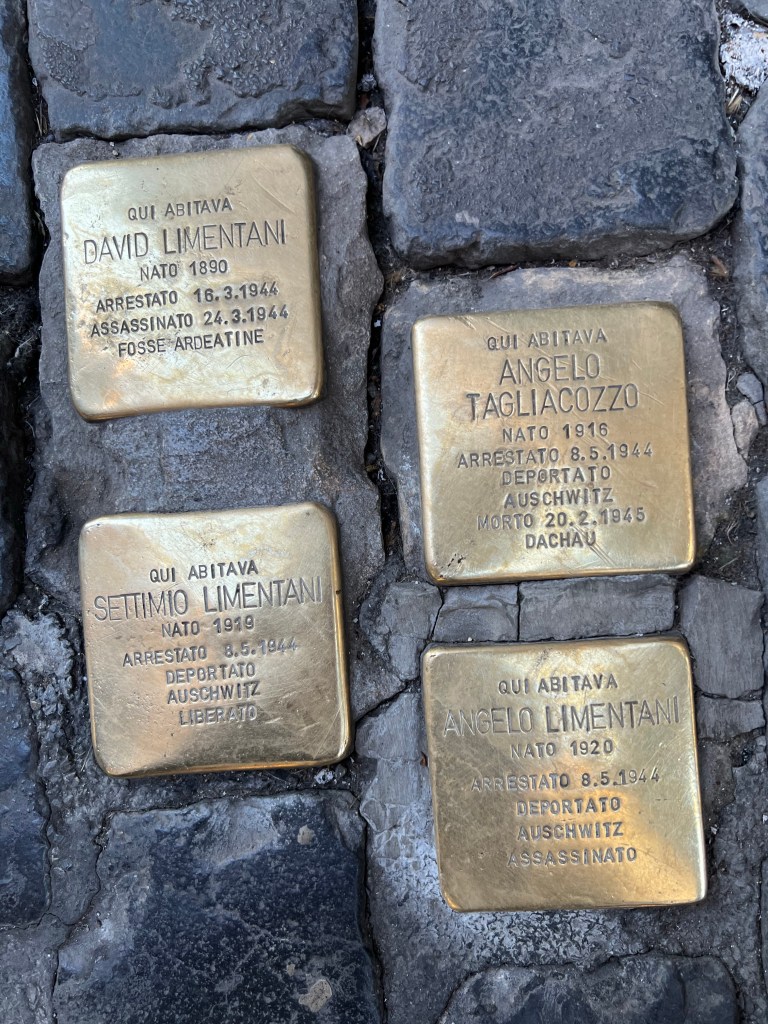 QUI ABITAVA
DAVID LIMENTANI
NATO 1890
ARRESTATO 16.3.1944
ASSASSINATO 24.3.1944
FOSSE ARDEATINE
QUI ABITAVA
ANGELO
TAGLIACOZZO
NATO 1916
ARRESTATO 8.5.1944
DEPORTATO
AUSCHWITZ
MORTO 20.2.1945
DACHAU
QUI ABITAVA
SETTIMIO LIMENTANI
NATO 1919
ARRESTATO 8.5.1944
DEPORTATO
AUSCHWITZ
LIBERATO
QUI ABITAVA
ANGELO LIMENTANI
NATO 1920
ARRESTATO 8.5.1944
DEPORTATO
AUSCHWITZ
ASSASSINATO